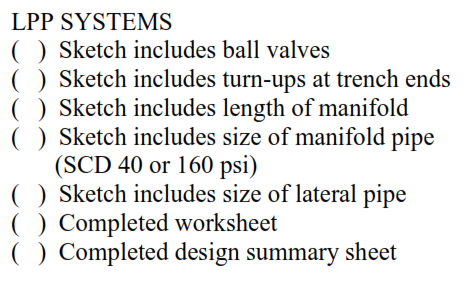 LPP SYSTEMS
( ) Sketch includes ball valves
( ) Sketch includes turn-ups at trench ends
( ) Sketch includes length of manifold
( ) Sketch includes size of manifold pipe
(SCD 40 or 160 psi)
( ) Sketch includes size of lateral pipe
( ) Completed worksheet
( ) Completed design summary sheet